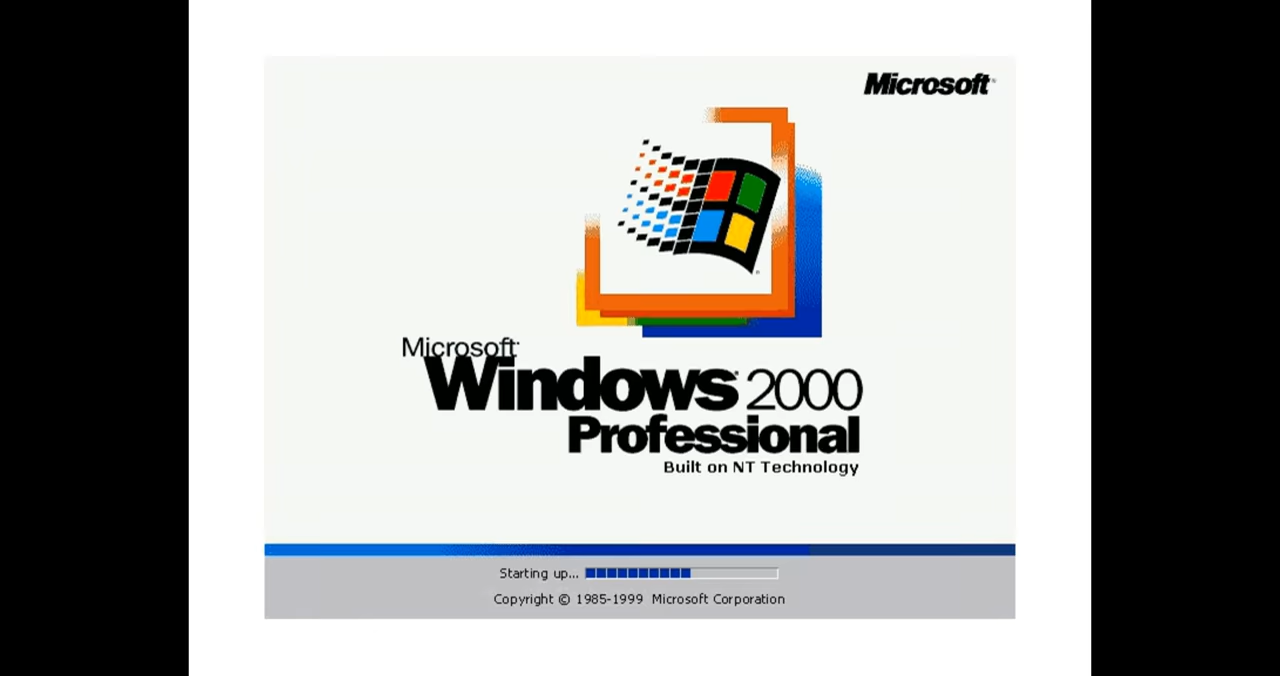 Microsoft
Microsoft
Windows 2000
Professional
Built on NT Technology
Starting up...
Copyright © 1985-1999 Microsoft Corporation